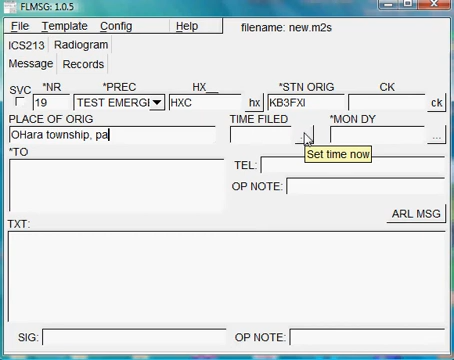 FLMSG: 1.0.5
File Template Config Help filename: new.m2s
ICS213 Radiogram
Message Records
SVC *NR *PREC HX__ *STN ORIG CK
19 TEST EMERGI HXC hx KB3FXI ck
PLACE OF ORIG TIME FILED *MON DY
OHara township, pa ... ...
Set time now
*TO TEL:
OP NOTE:
ARL MSG
TXT:
SIG: OP NOTE: